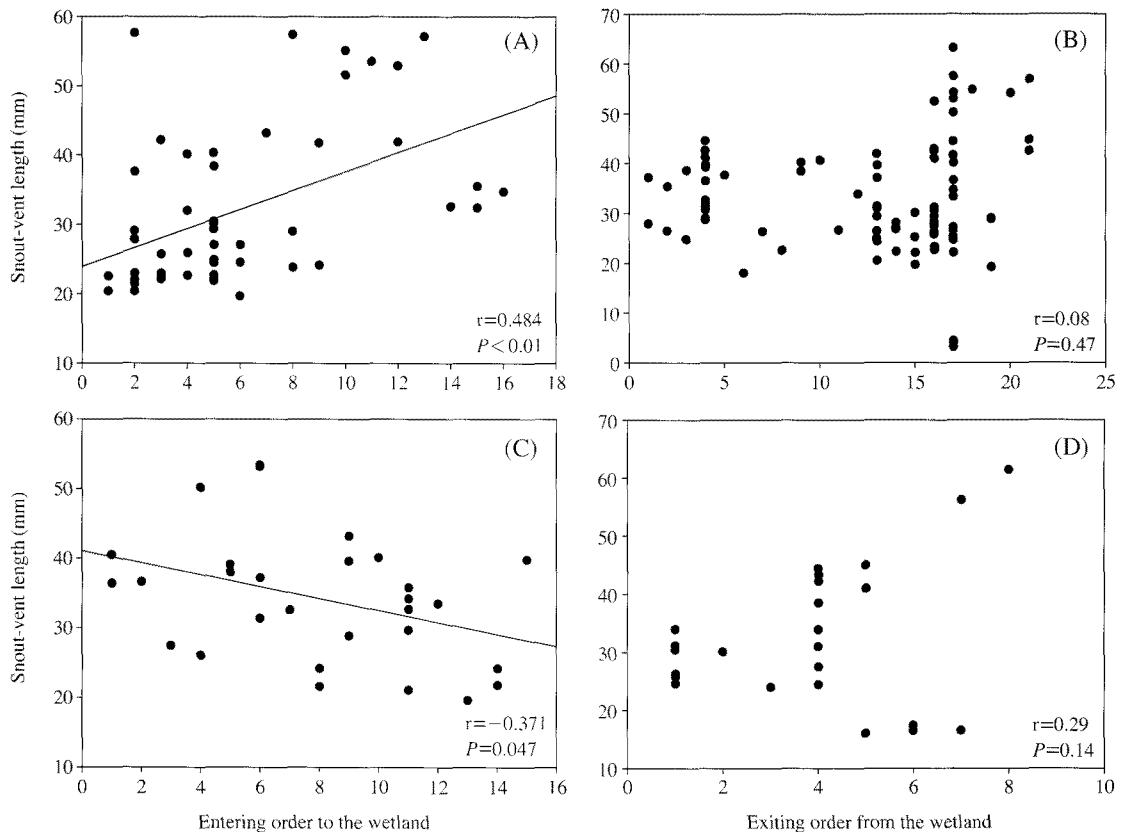 60
50
40
30
20
10
0 2 4 6 8 10 12 14 16 18
Snout-vent length (mm)
(A)
r=0.484
P<0.01
70
60
50
40
30
20
10
0
0 5 10 15 20 25
(B)
r=0.08
P=0.47
60
50
40
30
20
10
0 2 4 6 8 10 12 14 16
Snout-vent length (mm)
(C)
r=−0.371
P=0.047
Entering order to the wetland
70
60
50
40
30
20
10
0 2 4 6 8 10
(D)
r=0.29
P=0.14
Exiting order from the wetland